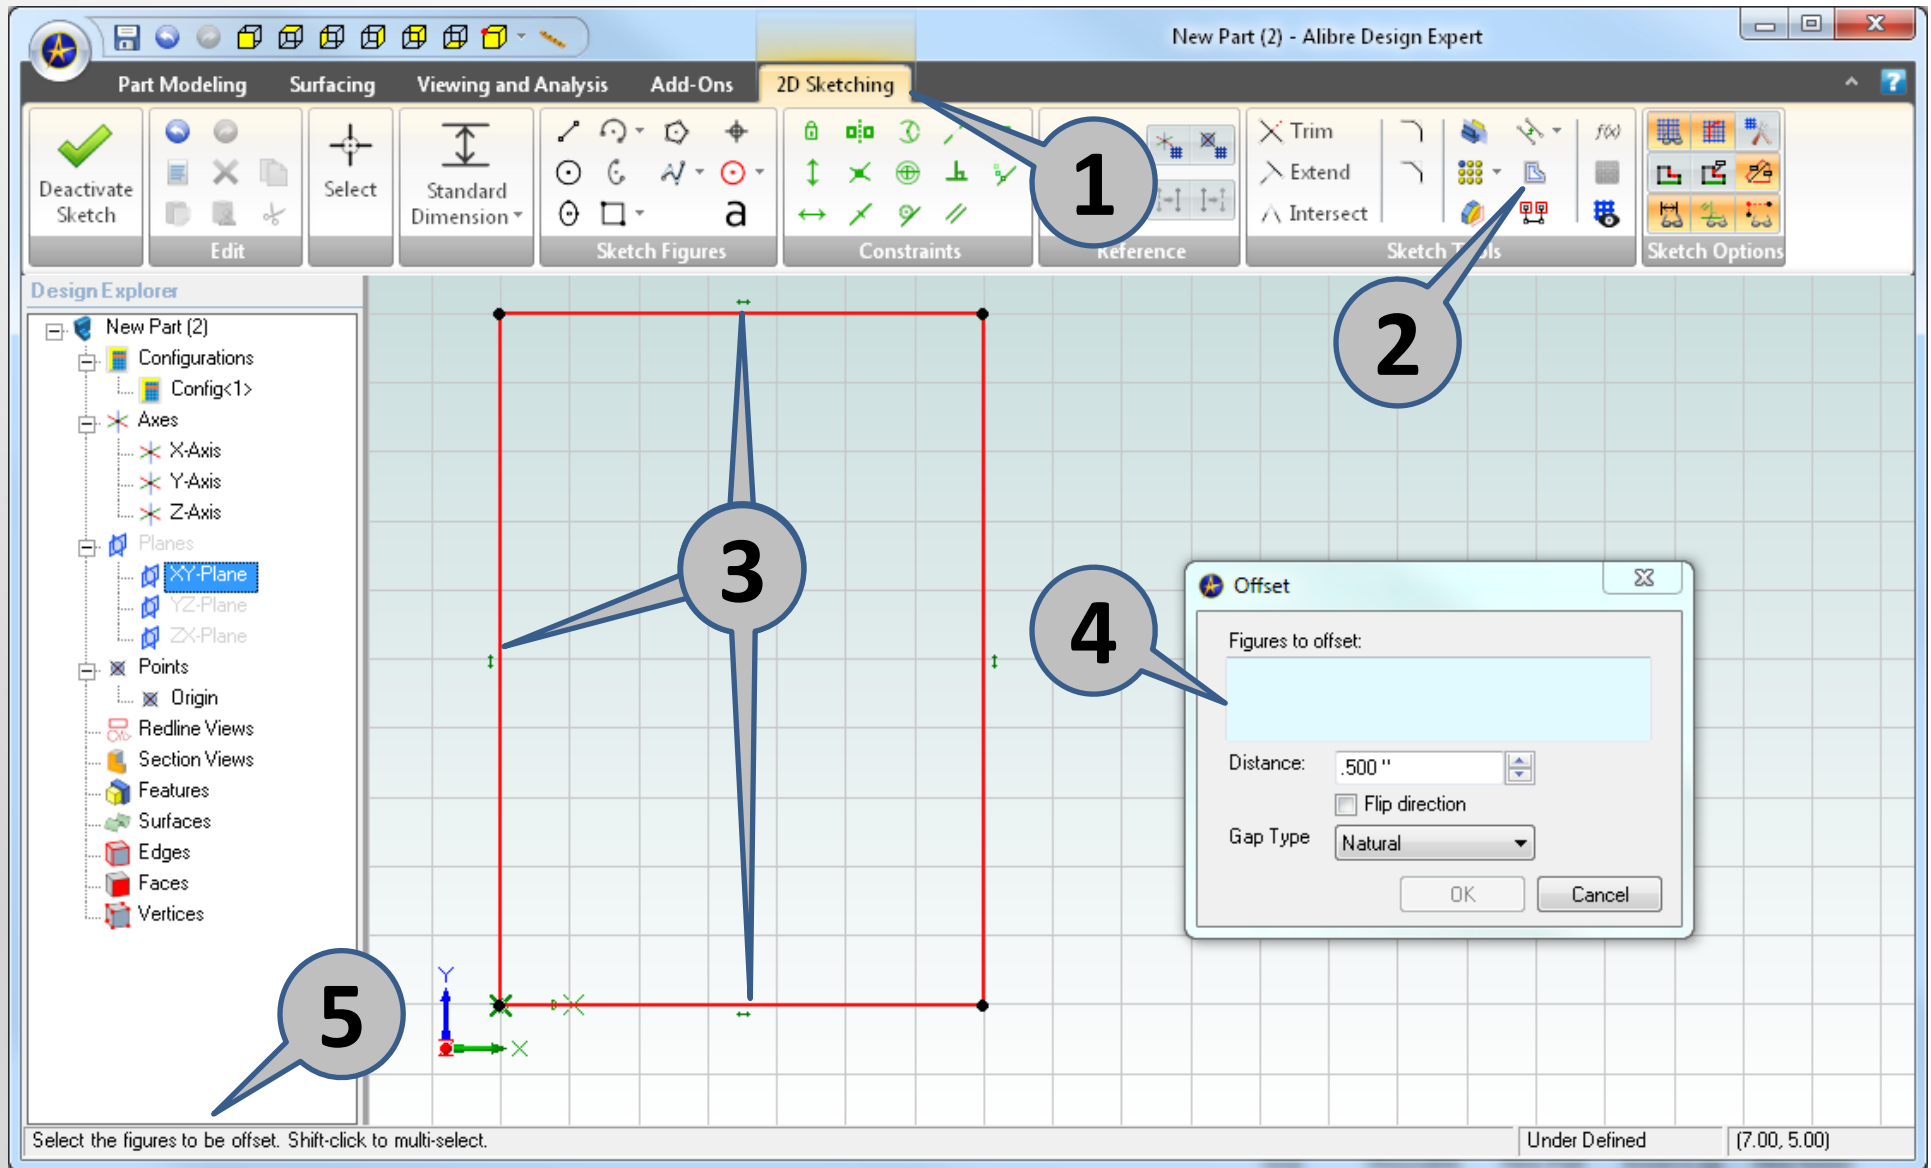 New Part (2) - Alibre Design Expert
Part Modeling
Surfacing
Viewing and Analysis
Add-Ons
2D Sketching
Deactivate
Sketch
Edit
Select
Standard
Dimension
a
Sketch Figures
Constraints
Reference
Trim
Extend
Intersect
f(x)
Sketch Options
1
2
Design Explorer
New Part (2)
Configurations
Config<1>
Axes
X-Axis
Y-Axis
Z-Axis
Planes
XY-Plane
YZ-Plane
ZX-Plane
Points
Origin
Redline Views
Section Views
Features
Surfaces
Edges
Faces
Vertices
3
4
5
Y
X
Offset
Figures to offset:
Distance:
.500 "
Flip direction
Gap Type
Natural
OK
Cancel
Select the figures to be offset. Shift-click to multi-select.
Under Defined
(7.00, 5.00)